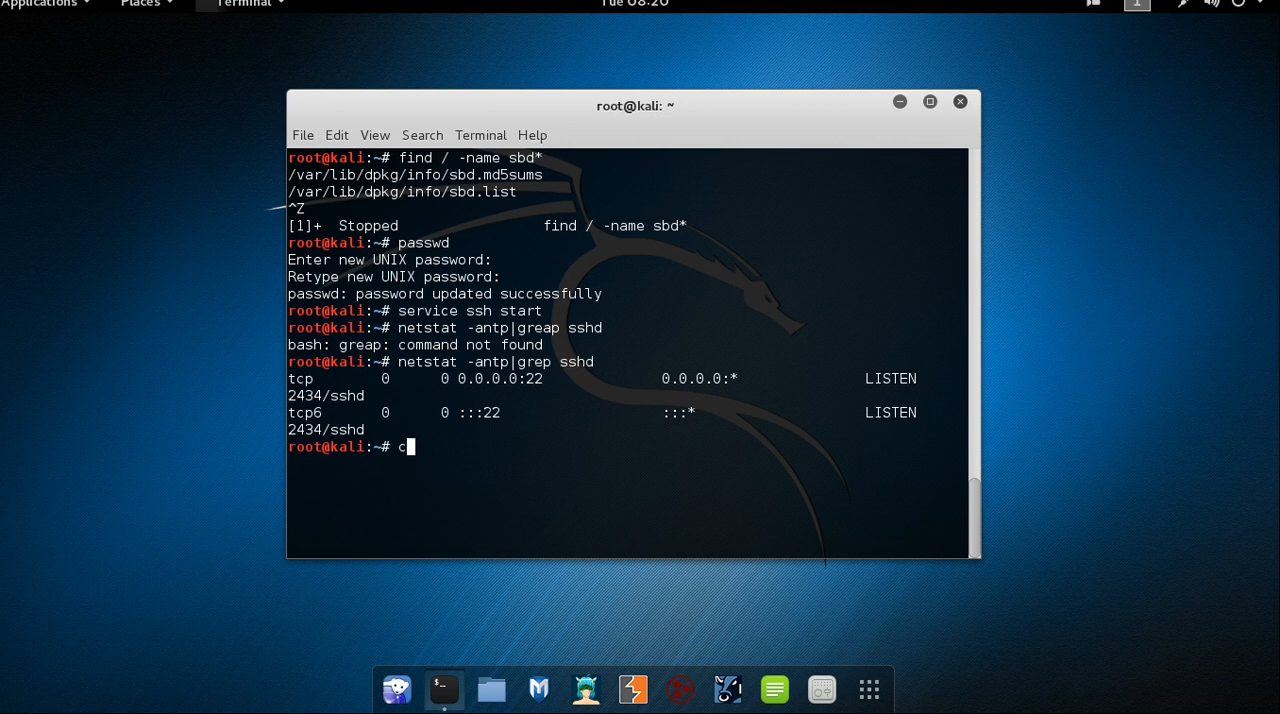 Applications Places Terminal Tue 08:20 1
root@kali: ~
File Edit View Search Terminal Help
root@kali:~# find / -name sbd*
/var/lib/dpkg/info/sbd.md5sums
/var/lib/dpkg/info/sbd.list
^Z
[1]+  Stopped                 find / -name sbd*
root@kali:~# passwd
Enter new UNIX password:
Retype new UNIX password:
passwd: password updated successfully
root@kali:~# service ssh start
root@kali:~# netstat -antp|greap sshd
bash: greap: command not found
root@kali:~# netstat -antp|grep sshd
tcp        0      0 0.0.0.0:22              0.0.0.0:*               LISTEN
2434/sshd
tcp6       0      0 :::22                   :::*                    LISTEN
2434/sshd
root@kali:~# c